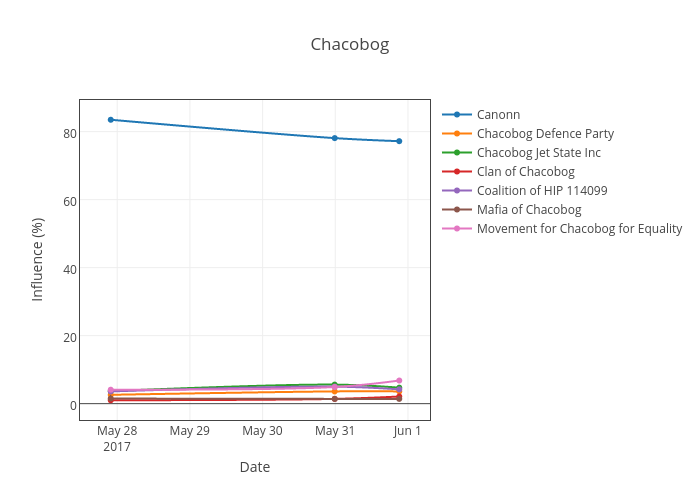 Chacobog
Canonn
Chacobog Defence Party
Chacobog Jet State Inc
Clan of Chacobog
Coalition of HIP 114099
Mafia of Chacobog
Movement for Chacobog for Equality
Influence (%)
80
60
40
20
0
May 28 May 29 May 30 May 31 Jun 1
2017
Date